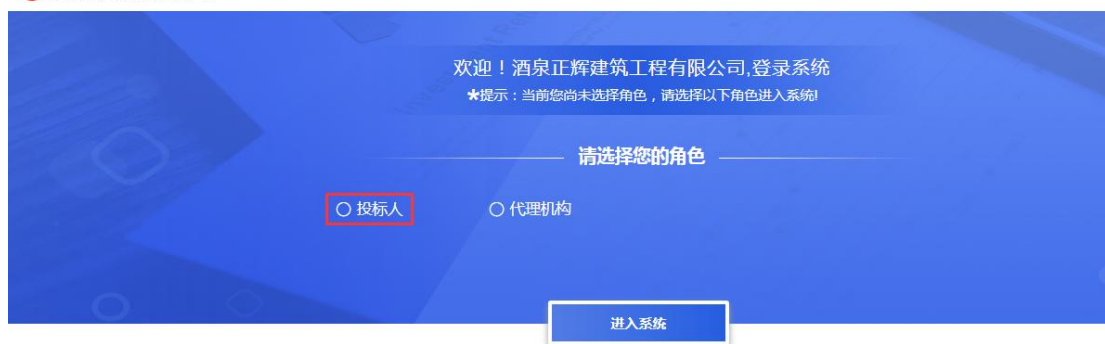 欢迎！酒泉正辉建筑工程有限公司,登录系统
★提示：当前您尚未选择角色，请选择以下角色进入系统!
请选择您的角色
投标人 代理机构
进入系统